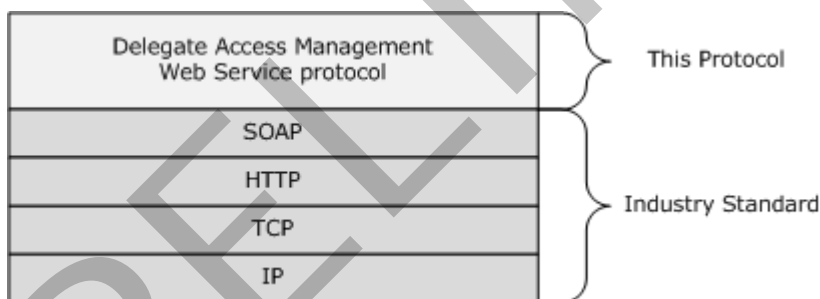 Delegate Access Management
Web Service protocol
This Protocol
SOAP
HTTP
TCP
IP
Industry Standard